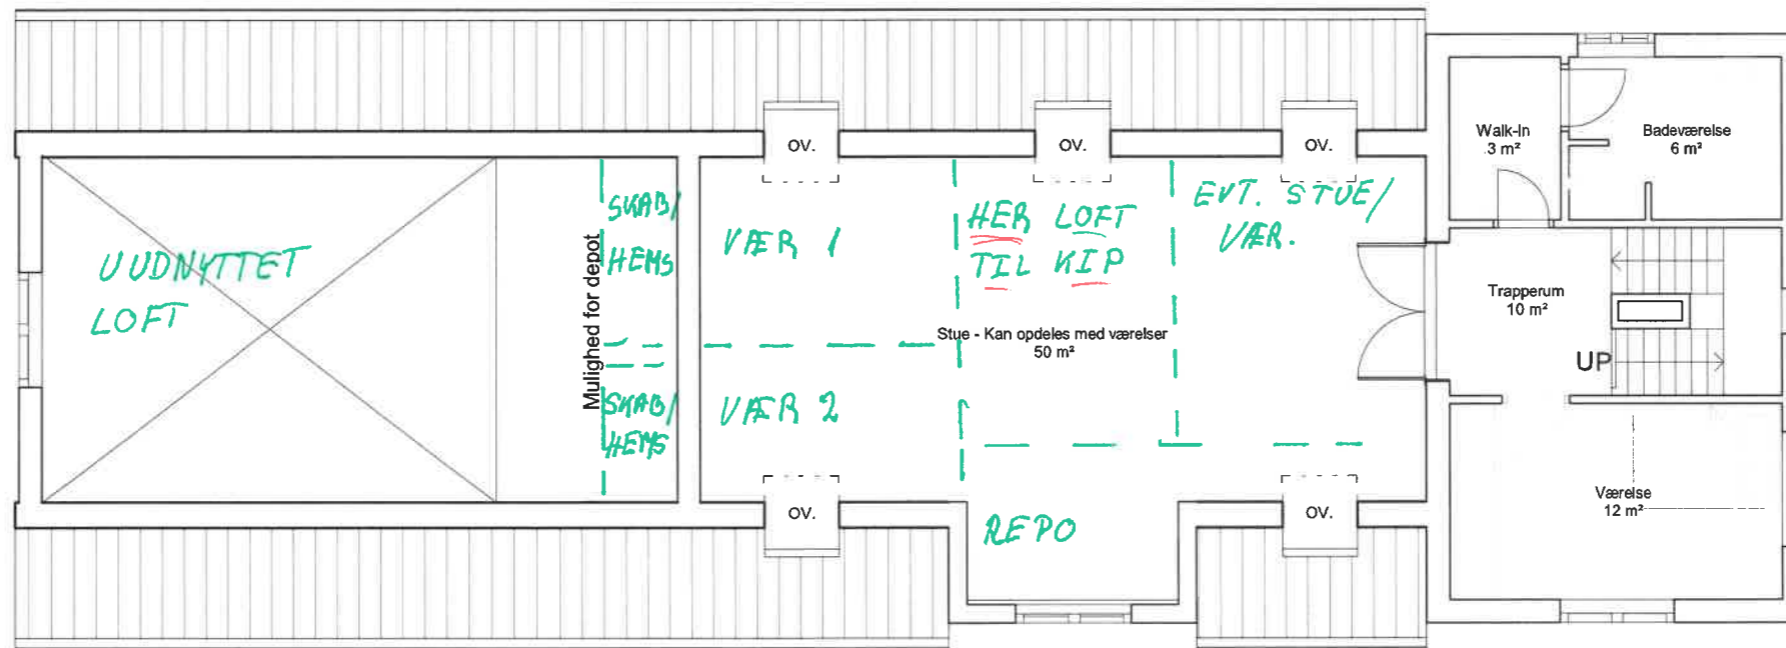 UUDNYTTET
LOFT
Mulighed for depot
SKAB/
HEMS
SKAB/
HEMS
OV.
OV.
OV.
VÆR 1
VÆR 2
HER LOFT
TIL KIP
EVT. STUE/
VÆR.
Stue - Kan opdeles med værelser
50 m²
REPO
OV.
OV.
Walk-In
3 m²
Badeværelse
6 m²
Trapperum
10 m²
UP
Værelse
12 m²